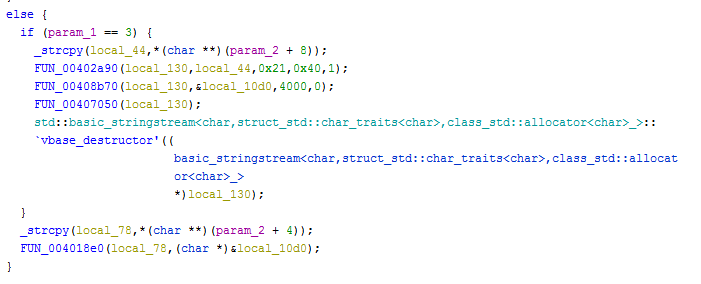 else {
if (param_1 == 3) {
_strcpy(local_44,*(char **)(param_2 + 8));
FUN_00402a90(local_130,local_44,0x21,0x40,1);
FUN_00408b70(local_130,&local_10d0,4000,0);
FUN_00407050(local_130);
std::basic_stringstream<char,struct_std::char_traits<char>,class_std::allocator<char>_>::
`vbase_destructor'((
basic_stringstream<char,struct_std::char_traits<char>,class_std::allocat
or<char>_>
*)local_130);
}
_strcpy(local_78,*(char **)(param_2 + 4));
FUN_004018e0(local_78,(char *)&local_10d0);
}